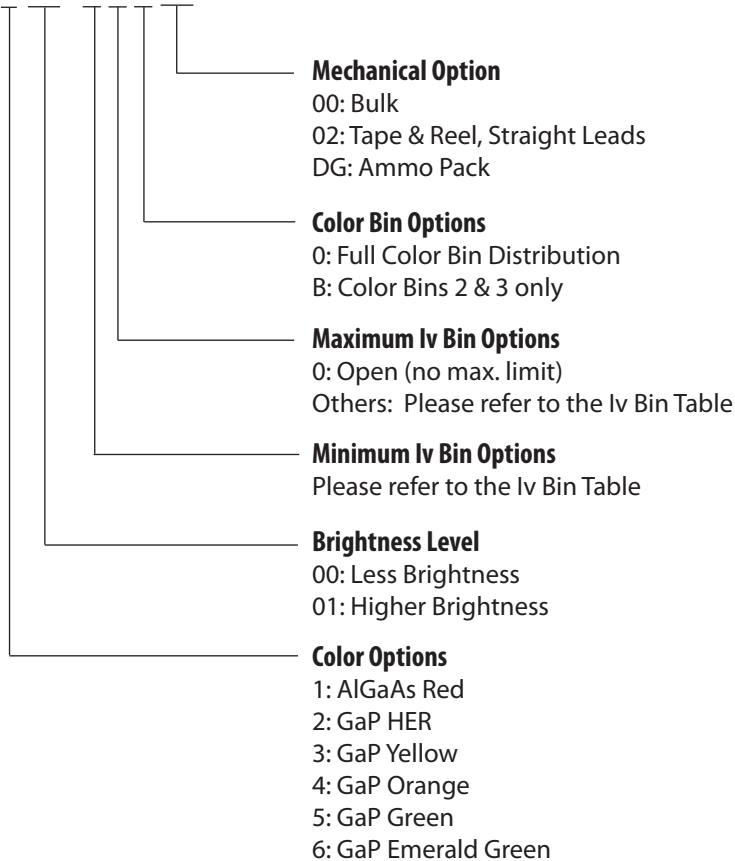 Mechanical Option
00: Bulk
02: Tape & Reel, Straight Leads
DG: Ammo Pack
Color Bin Options
0: Full Color Bin Distribution
B: Color Bins 2 & 3 only
Maximum Iv Bin Options
0: Open (no max. limit)
Others: Please refer to the Iv Bin Table
Minimum Iv Bin Options
Please refer to the Iv Bin Table
Brightness Level
00: Less Brightness
01: Higher Brightness
Color Options
1: AlGaAs Red
2: GaP HER
3: GaP Yellow
4: GaP Orange
5: GaP Green
6: GaP Emerald Green